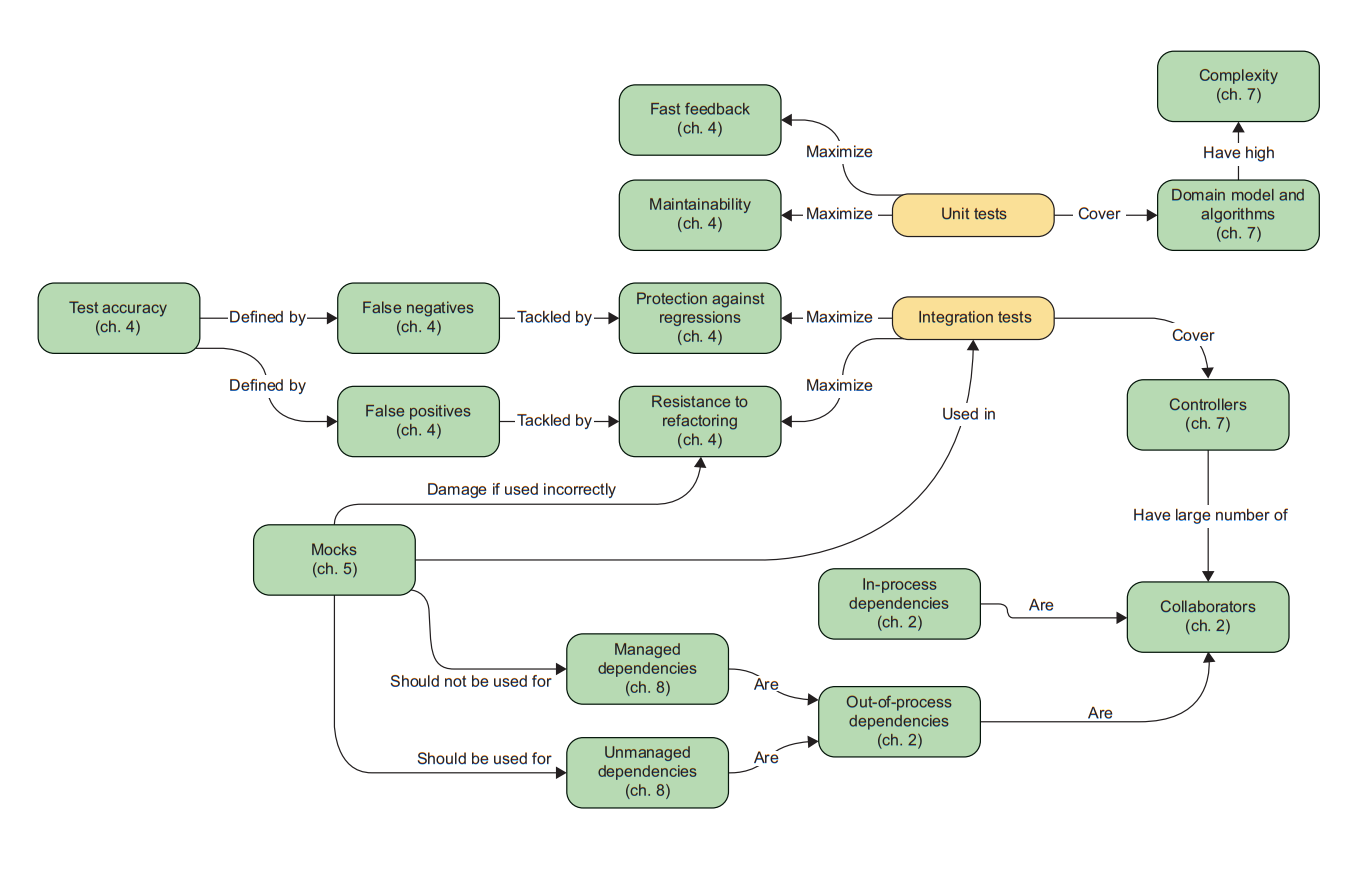 Complexity
(ch. 7)
Fast feedback
(ch. 4)
Maximize
Have high
Maintainability
(ch. 4)
Maximize
Unit tests
Cover
Domain model and
algorithms
(ch. 7)
Test accuracy
(ch. 4)
Defined by
False negatives
(ch. 4)
Tackled by
Protection against
regressions
(ch. 4)
Maximize
Integration tests
Cover
Defined by
False positives
(ch. 4)
Tackled by
Resistance to
refactoring
(ch. 4)
Maximize
Used in
Controllers
(ch. 7)
Damage if used incorrectly
Have large number of
Mocks
(ch. 5)
In-process
dependencies
(ch. 2)
Are
Collaborators
(ch. 2)
Should not be used for
Managed
dependencies
(ch. 8)
Are
Out-of-process
dependencies
(ch. 2)
Are
Should be used for
Unmanaged
dependencies
(ch. 8)
Are